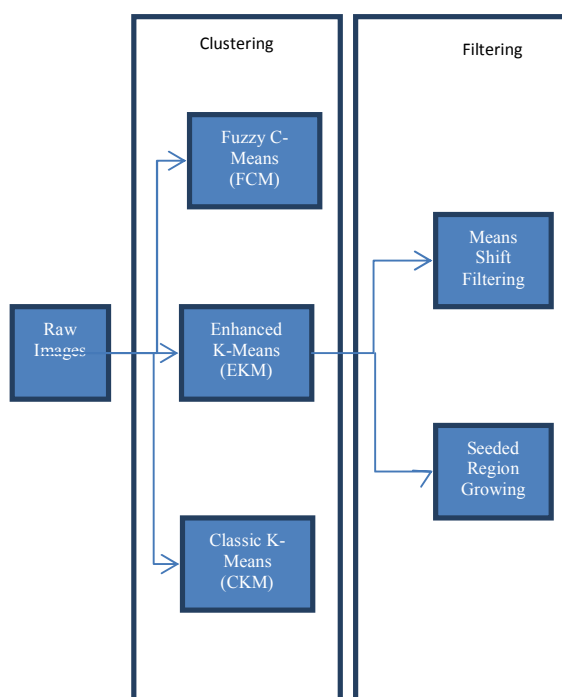 Clustering
Filtering
Fuzzy C-
Means
(FCM)
Means
Shift
Filtering
Raw
Images
Enhanced
K-Means
(EKM)
Seeded
Region
Growing
Classic K-
Means
(CKM)